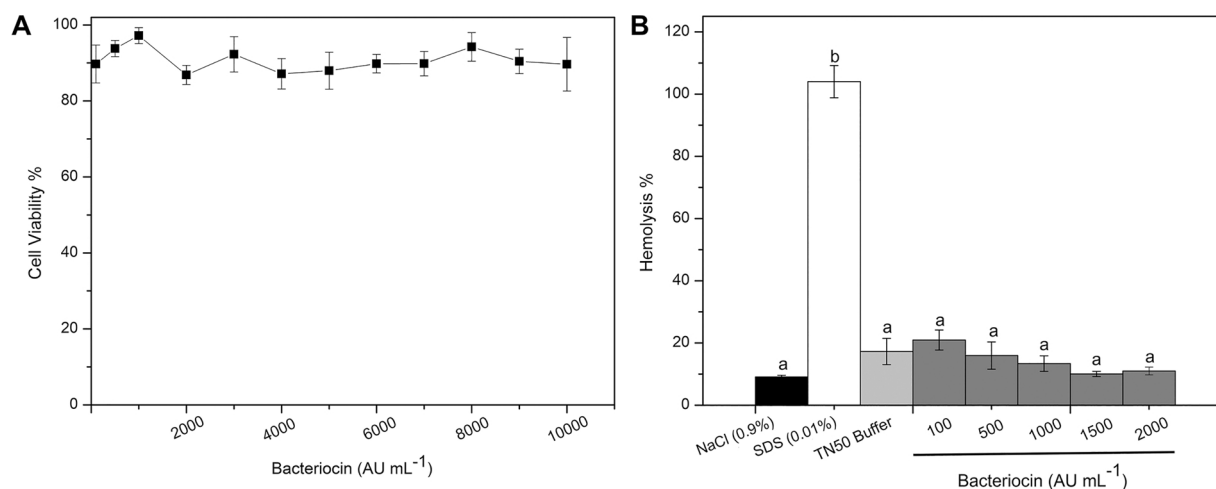 A
100
80
60
40
20
0
Cell Viability %
2000
4000
6000
8000
10000
Bacteriocin (AU mL⁻¹)
B
120
100
80
60
40
20
0
Hemolysis %
a
b
a
a
a
a
a
a
NaCl (0.9%)
SDS (0.01%)
TN50 Buffer
100
500
1000
1500
2000
Bacteriocin (AU mL⁻¹)